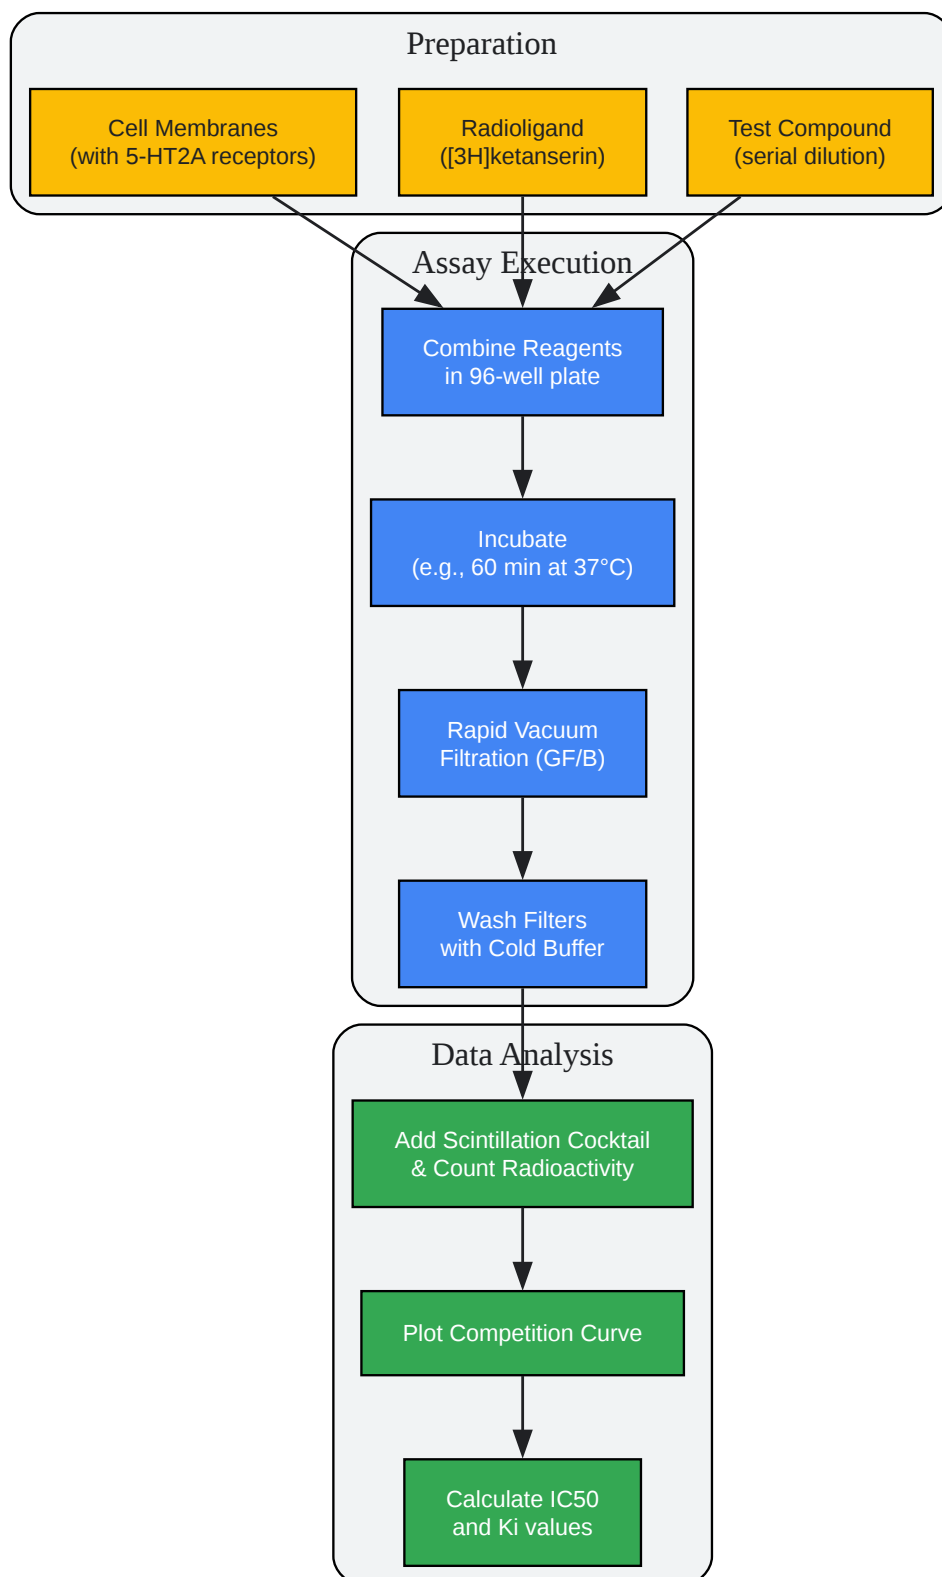 Preparation
Cell Membranes
(with 5-HT2A receptors)
Radioligand
([3H]ketanserin)
Test Compound
(serial dilution)
Assay Execution
Combine Reagents
in 96-well plate
Incubate
(e.g., 60 min at 37°C)
Rapid Vacuum
Filtration (GF/B)
Wash Filters
with Cold Buffer
Data Analysis
Add Scintillation Cocktail
& Count Radioactivity
Plot Competition Curve
Calculate IC50
and Ki values